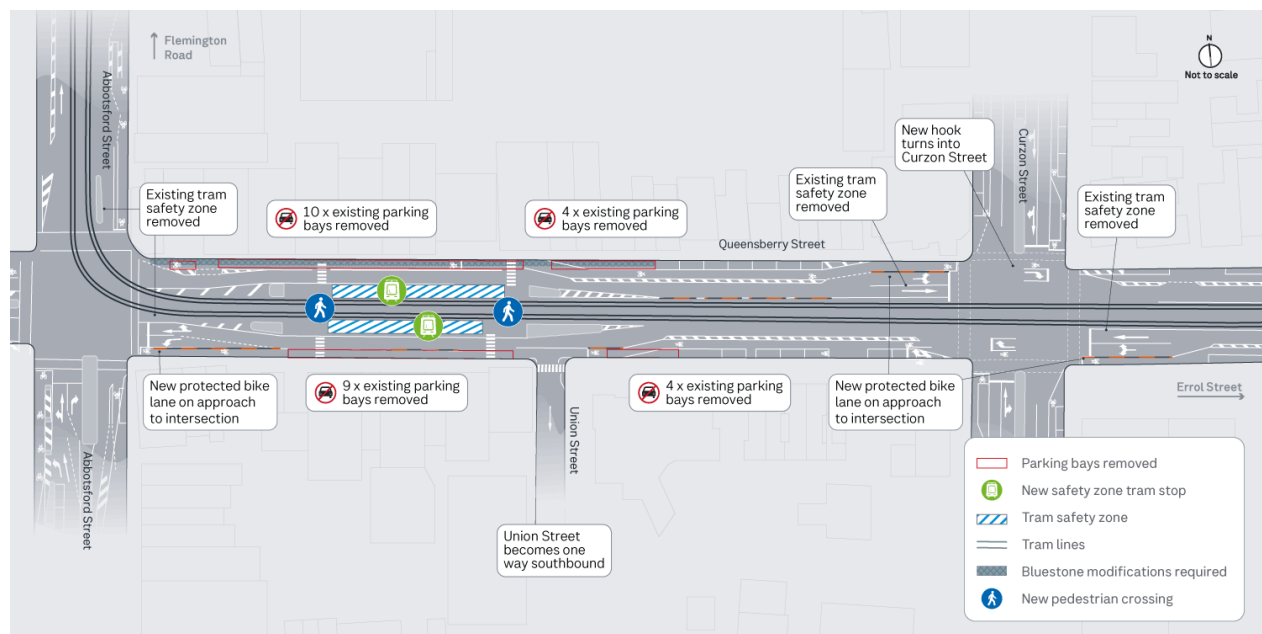 Flemington
Road
N
Not to scale
Abbotsford Street
New hook
turns into
Curzon Street
Curzon Street
Existing tram
safety zone
removed
10 x existing parking
bays removed
4 x existing parking
bays removed
Existing tram
safety zone
removed
Existing tram
safety zone
removed
Queensberry Street
New protected bike
lane on approach
to intersection
9 x existing parking
bays removed
4 x existing parking
bays removed
New protected bike
lane on approach
to intersection
Errol Street
Union Street
Abbotsford Street
Union Street
becomes one
way southbound
Parking bays removed
New safety zone tram stop
Tram safety zone
Tram lines
Bluestone modifications required
New pedestrian crossing